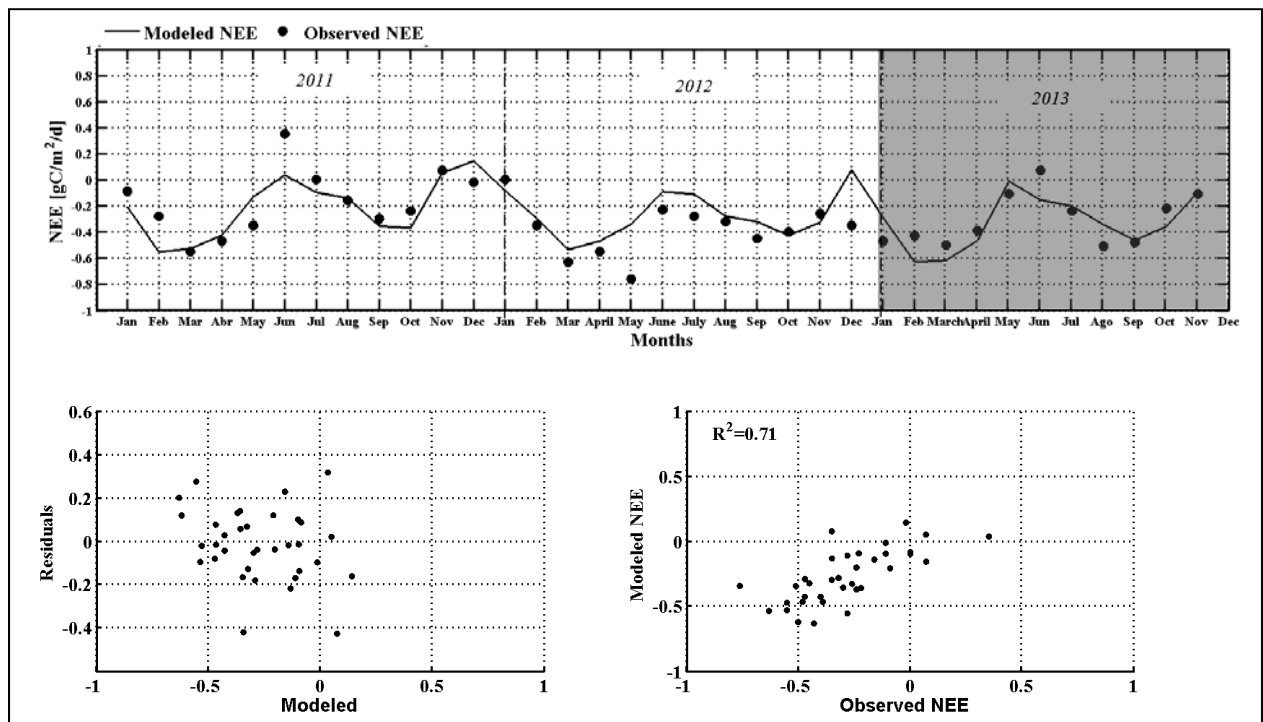 Modeled NEE Observed NEE
1
0.8
0.6
0.4
0.2
0
-0.2
-0.4
-0.6
-0.8
-1
NEE [gC/m²/d]
2011
2012
2013
Jan Feb Mar Abr May Jun Jul Aug Sep Oct Nov Dec Jan Feb Mar April May June July Aug Sep Oct Nov Dec Jan Feb March April May Jun Jul Ago Sep Oct Nov Dec
Months
0.6
0.4
0.2
0
-0.2
-0.4
Residuals
-1 -0.5 0 0.5 1
Modeled
R²=0.71
1
0.5
0
-0.5
-1
Modeled NEE
-1 -0.5 0 0.5 1
Observed NEE